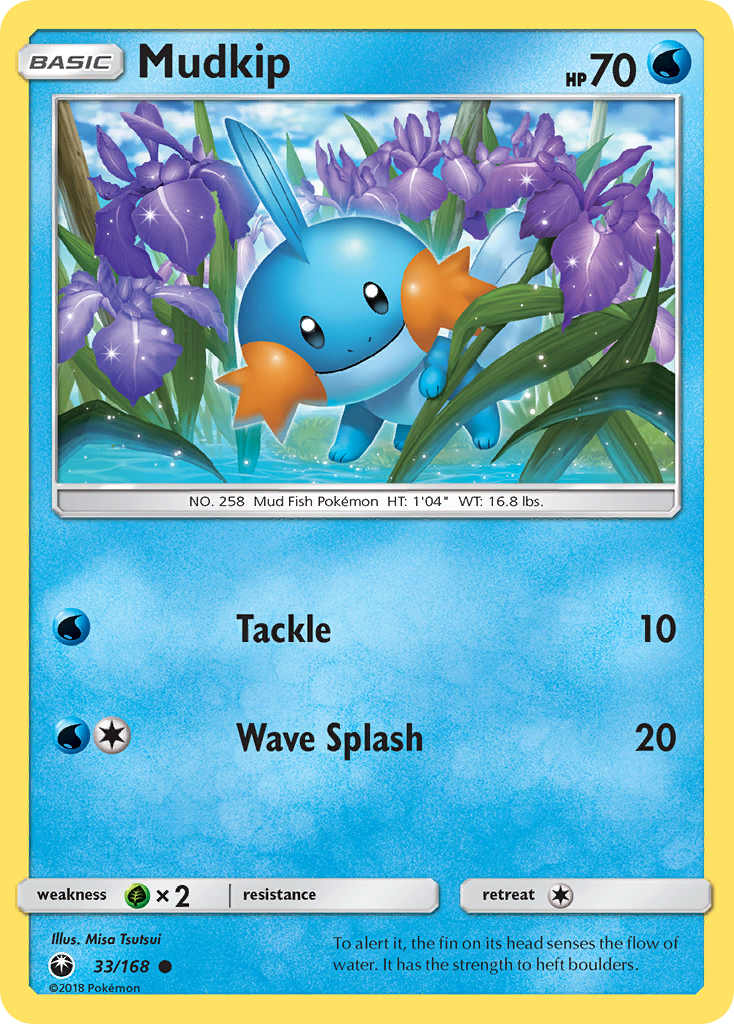 BASIC Mudkip HP 70
NO. 258 Mud Fish Pokémon HT: 1'04" WT: 16.8 lbs.
Tackle 10
Wave Splash 20
weakness ×2 resistance retreat
Illus. Misa Tsutsui
33/168
©2018 Pokémon
To alert it, the fin on its head senses the flow of
water. It has the strength to heft boulders.